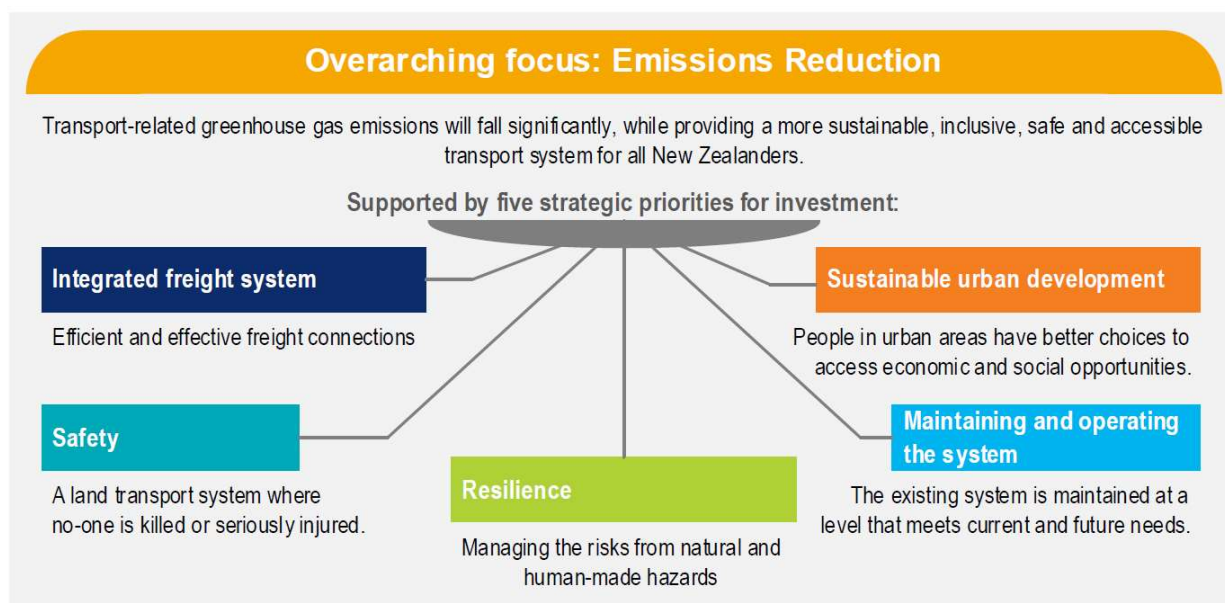 Overarching focus: Emissions Reduction
Transport-related greenhouse gas emissions will fall significantly, while providing a more sustainable, inclusive, safe and accessible
transport system for all New Zealanders.
Supported by five strategic priorities for investment:
Integrated freight system
Efficient and effective freight connections
Sustainable urban development
People in urban areas have better choices to
access economic and social opportunities.
Safety
A land transport system where
no-one is killed or seriously injured.
Resilience
Managing the risks from natural and
human-made hazards
Maintaining and operating
the system
The existing system is maintained at a
level that meets current and future needs.